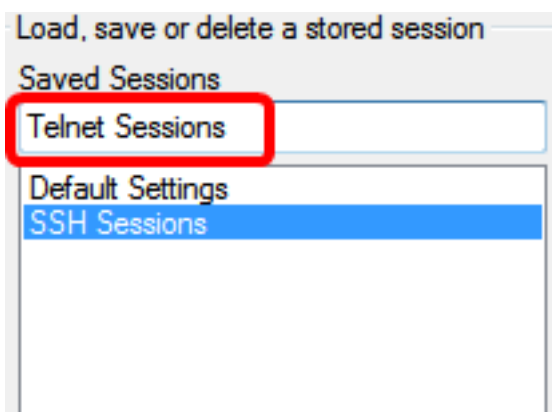 Load, save or delete a stored session
Saved Sessions
Telnet Sessions
Default Settings
SSH Sessions